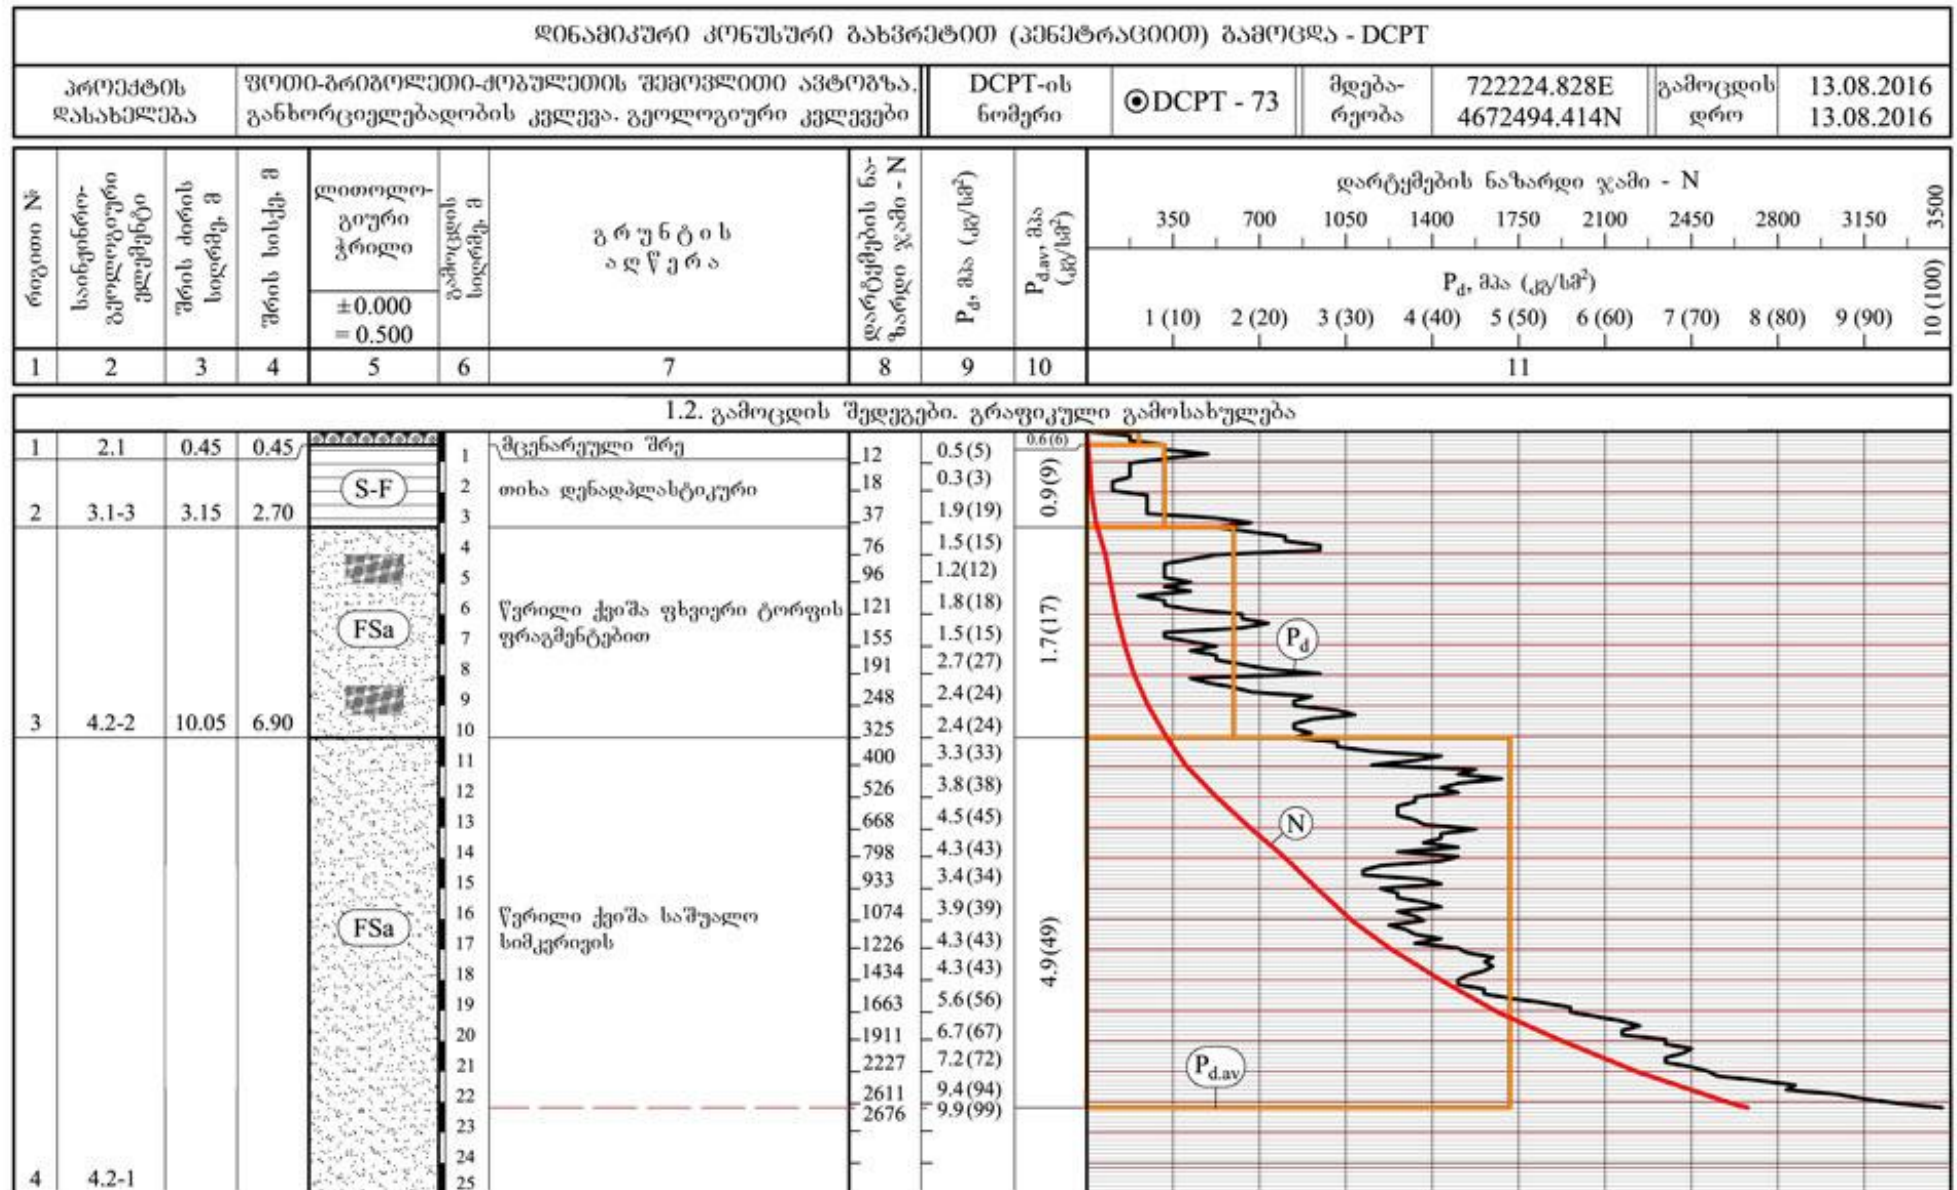 დინამიკური კონუსური გახვრეტით (პენეტრაციით) გამოცდა - DCPT
პროექტის დასახელება
ფოთი-გრიგოლეთი-ქობულეთის შემოვლითი ავტოგზა.
განხორციელებადობის კვლევა. გეოლოგიური კვლევები
DCPT-ის ნომერი
DCPT - 73
მდება-
რეობა
722224.828E
4672494.414N
გამოცდის დრო
13.08.2016
13.08.2016
რიგითი №
საინჟინრო-
გეოლოგიური
ელემენტი
შრის ძირის
სიღრმე, მ
შრის სისქე, მ
ლითოლო-
გიური
ჭრილი
±0.000
= 0.500
გამოცდის
სიღრმე, მ
გრუნტის
აღწერა
დარტყმების ნა-
ზარდი ჯამი - N
Pd, მპა (კგ/სმ²)
Pd.av, მპა
(კგ/სმ²)
დარტყმების ნაზარდი ჯამი - N
350 700 1050 1400 1750 2100 2450 2800 3150 3500
Pd, მპა (კგ/სმ²)
1 (10) 2 (20) 3 (30) 4 (40) 5 (50) 6 (60) 7 (70) 8 (80) 9 (90) 10 (100)
1 2 3 4 5 6 7 8 9 10 11
1.2. გამოცდის შედეგები. გრაფიკული გამოსახულება
1 2.1 0.45 0.45 მცენარეული შრე 0.6(6)
1 12 0.5(5)
S-F 2 თიხა დენადპლასტიკური 18 0.3(3) 0.9(9)
2 3.1-3 3.15 2.70 3 37 1.9(19)
4 76 1.5(15)
5 96 1.2(12)
6 წვრილი ქვიშა ფხვიერი ტორფის 121 1.8(18)
FSa 7 ფრაგმენტებით 155 1.5(15) 1.7(17) Pd
8 191 2.7(27)
9 248 2.4(24)
3 4.2-2 10.05 6.90 10 325 2.4(24)
11 400 3.3(33)
12 526 3.8(38)
13 668 4.5(45) N
14 798 4.3(43)
15 933 3.4(34)
16 წვრილი ქვიშა საშუალო 1074 3.9(39)
FSa 17 სიმკვრივის 1226 4.3(43) 4.9(49)
18 1434 4.3(43)
19 1663 5.6(56)
20 1911 6.7(67)
21 2227 7.2(72) Pd.av
22 2611 9.4(94)
2676 9.9(99)
23
24
4 4.2-1 25